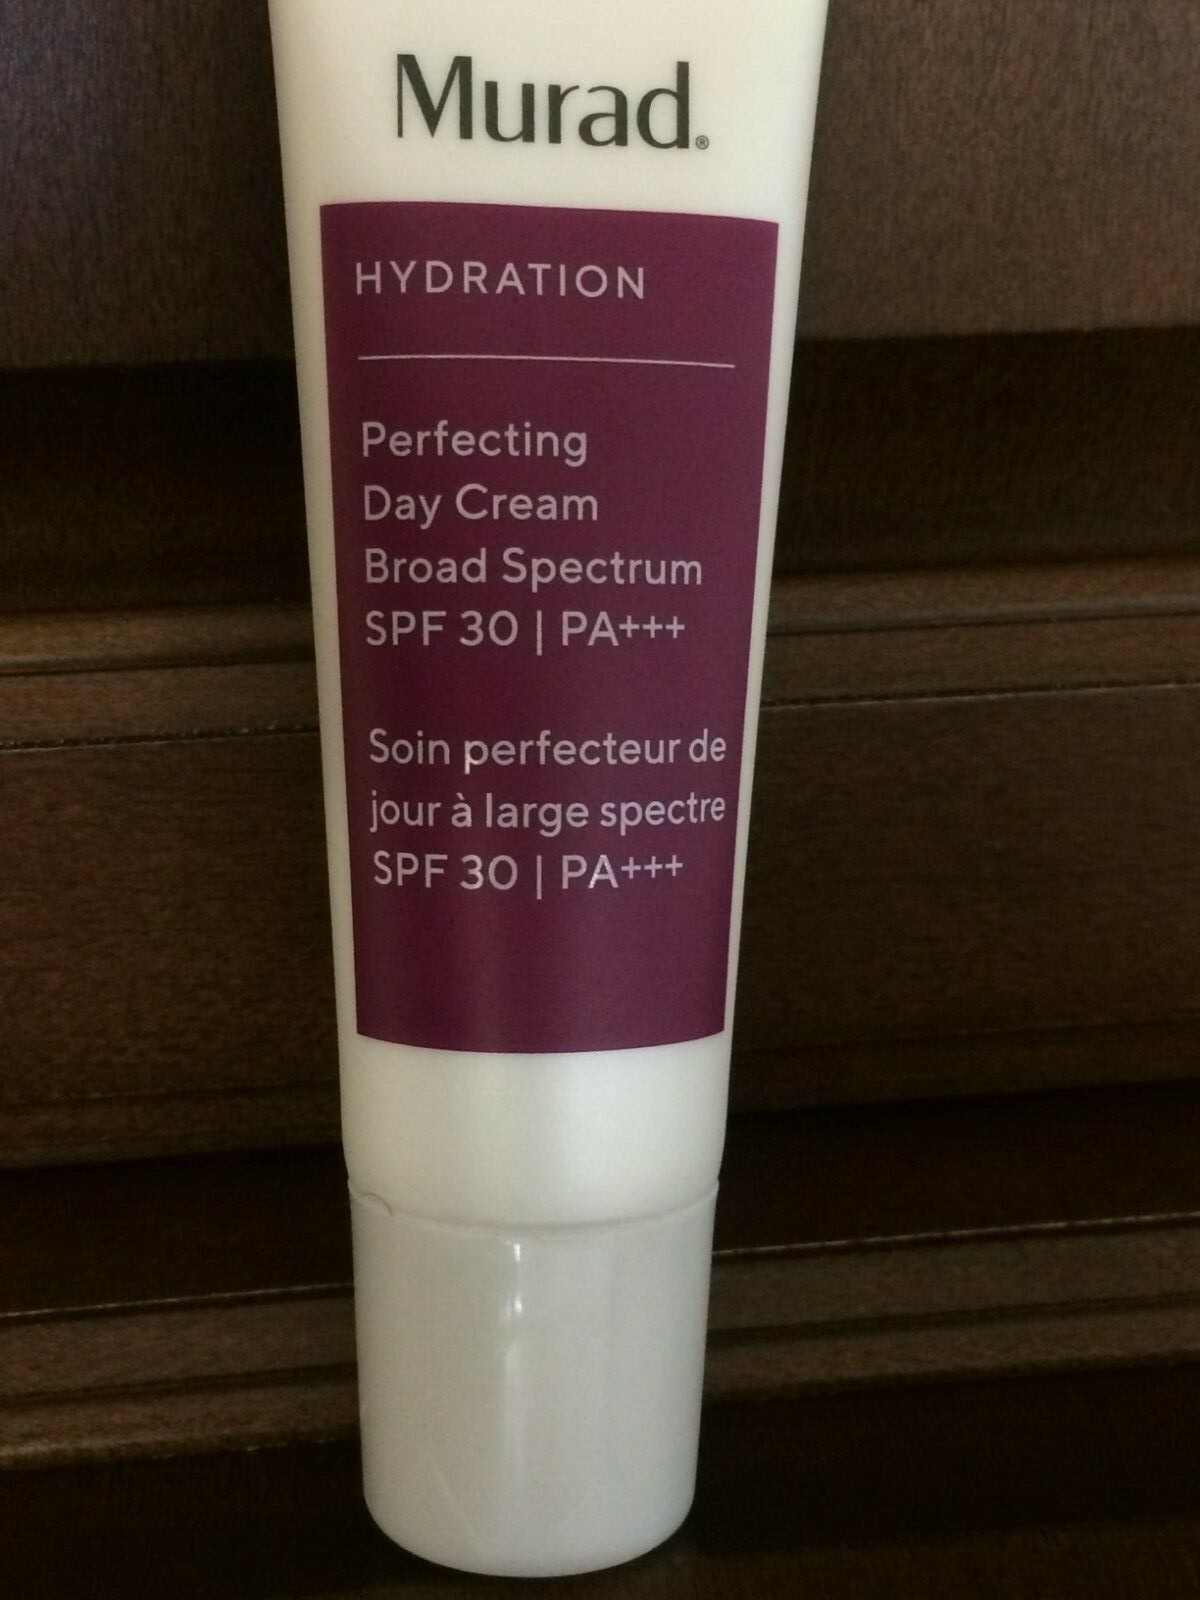 Murad®
HYDRATION
Perfecting
Day Cream
Broad Spectrum
SPF 30 | PA+++
Soin perfecteur de
jour à large spectre
SPF 30 | PA+++